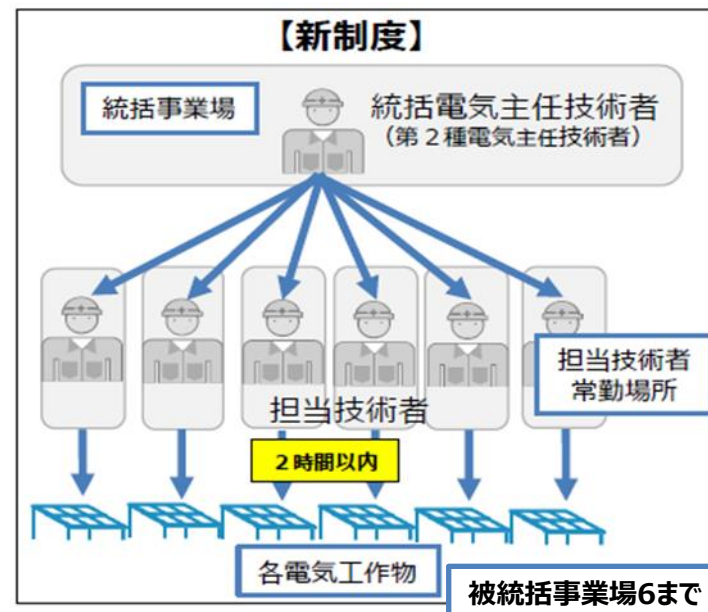 【新制度】
統括事業場
統括電気主任技術者
（第２種電気主任技術者）
担当技術者
常勤場所
担当技術者
２時間以内
各電気工作物
被統括事業場6まで